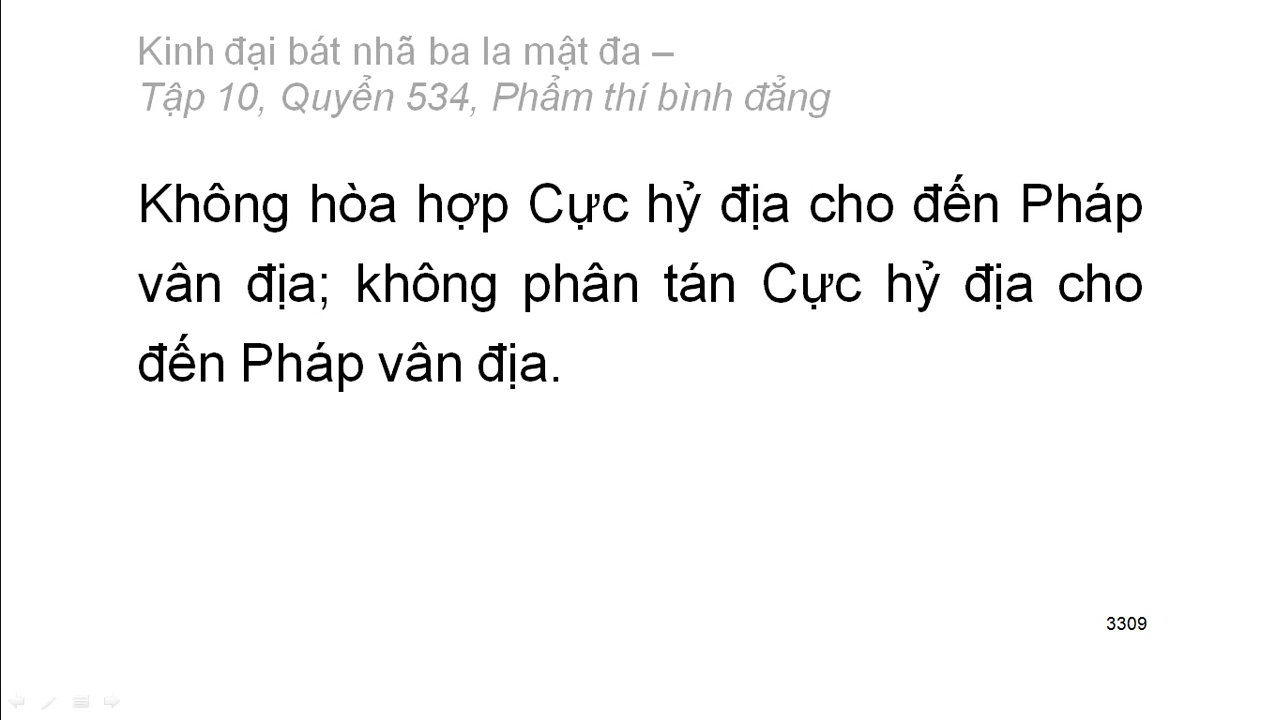 Kinh đại bát nhã ba la mật đa –
Tập 10, Quyển 534, Phẩm thí bình đẳng
Không hòa hợp Cực hỷ địa cho đến Pháp
vân địa; không phân tán Cực hỷ địa cho
đến Pháp vân địa.
3309